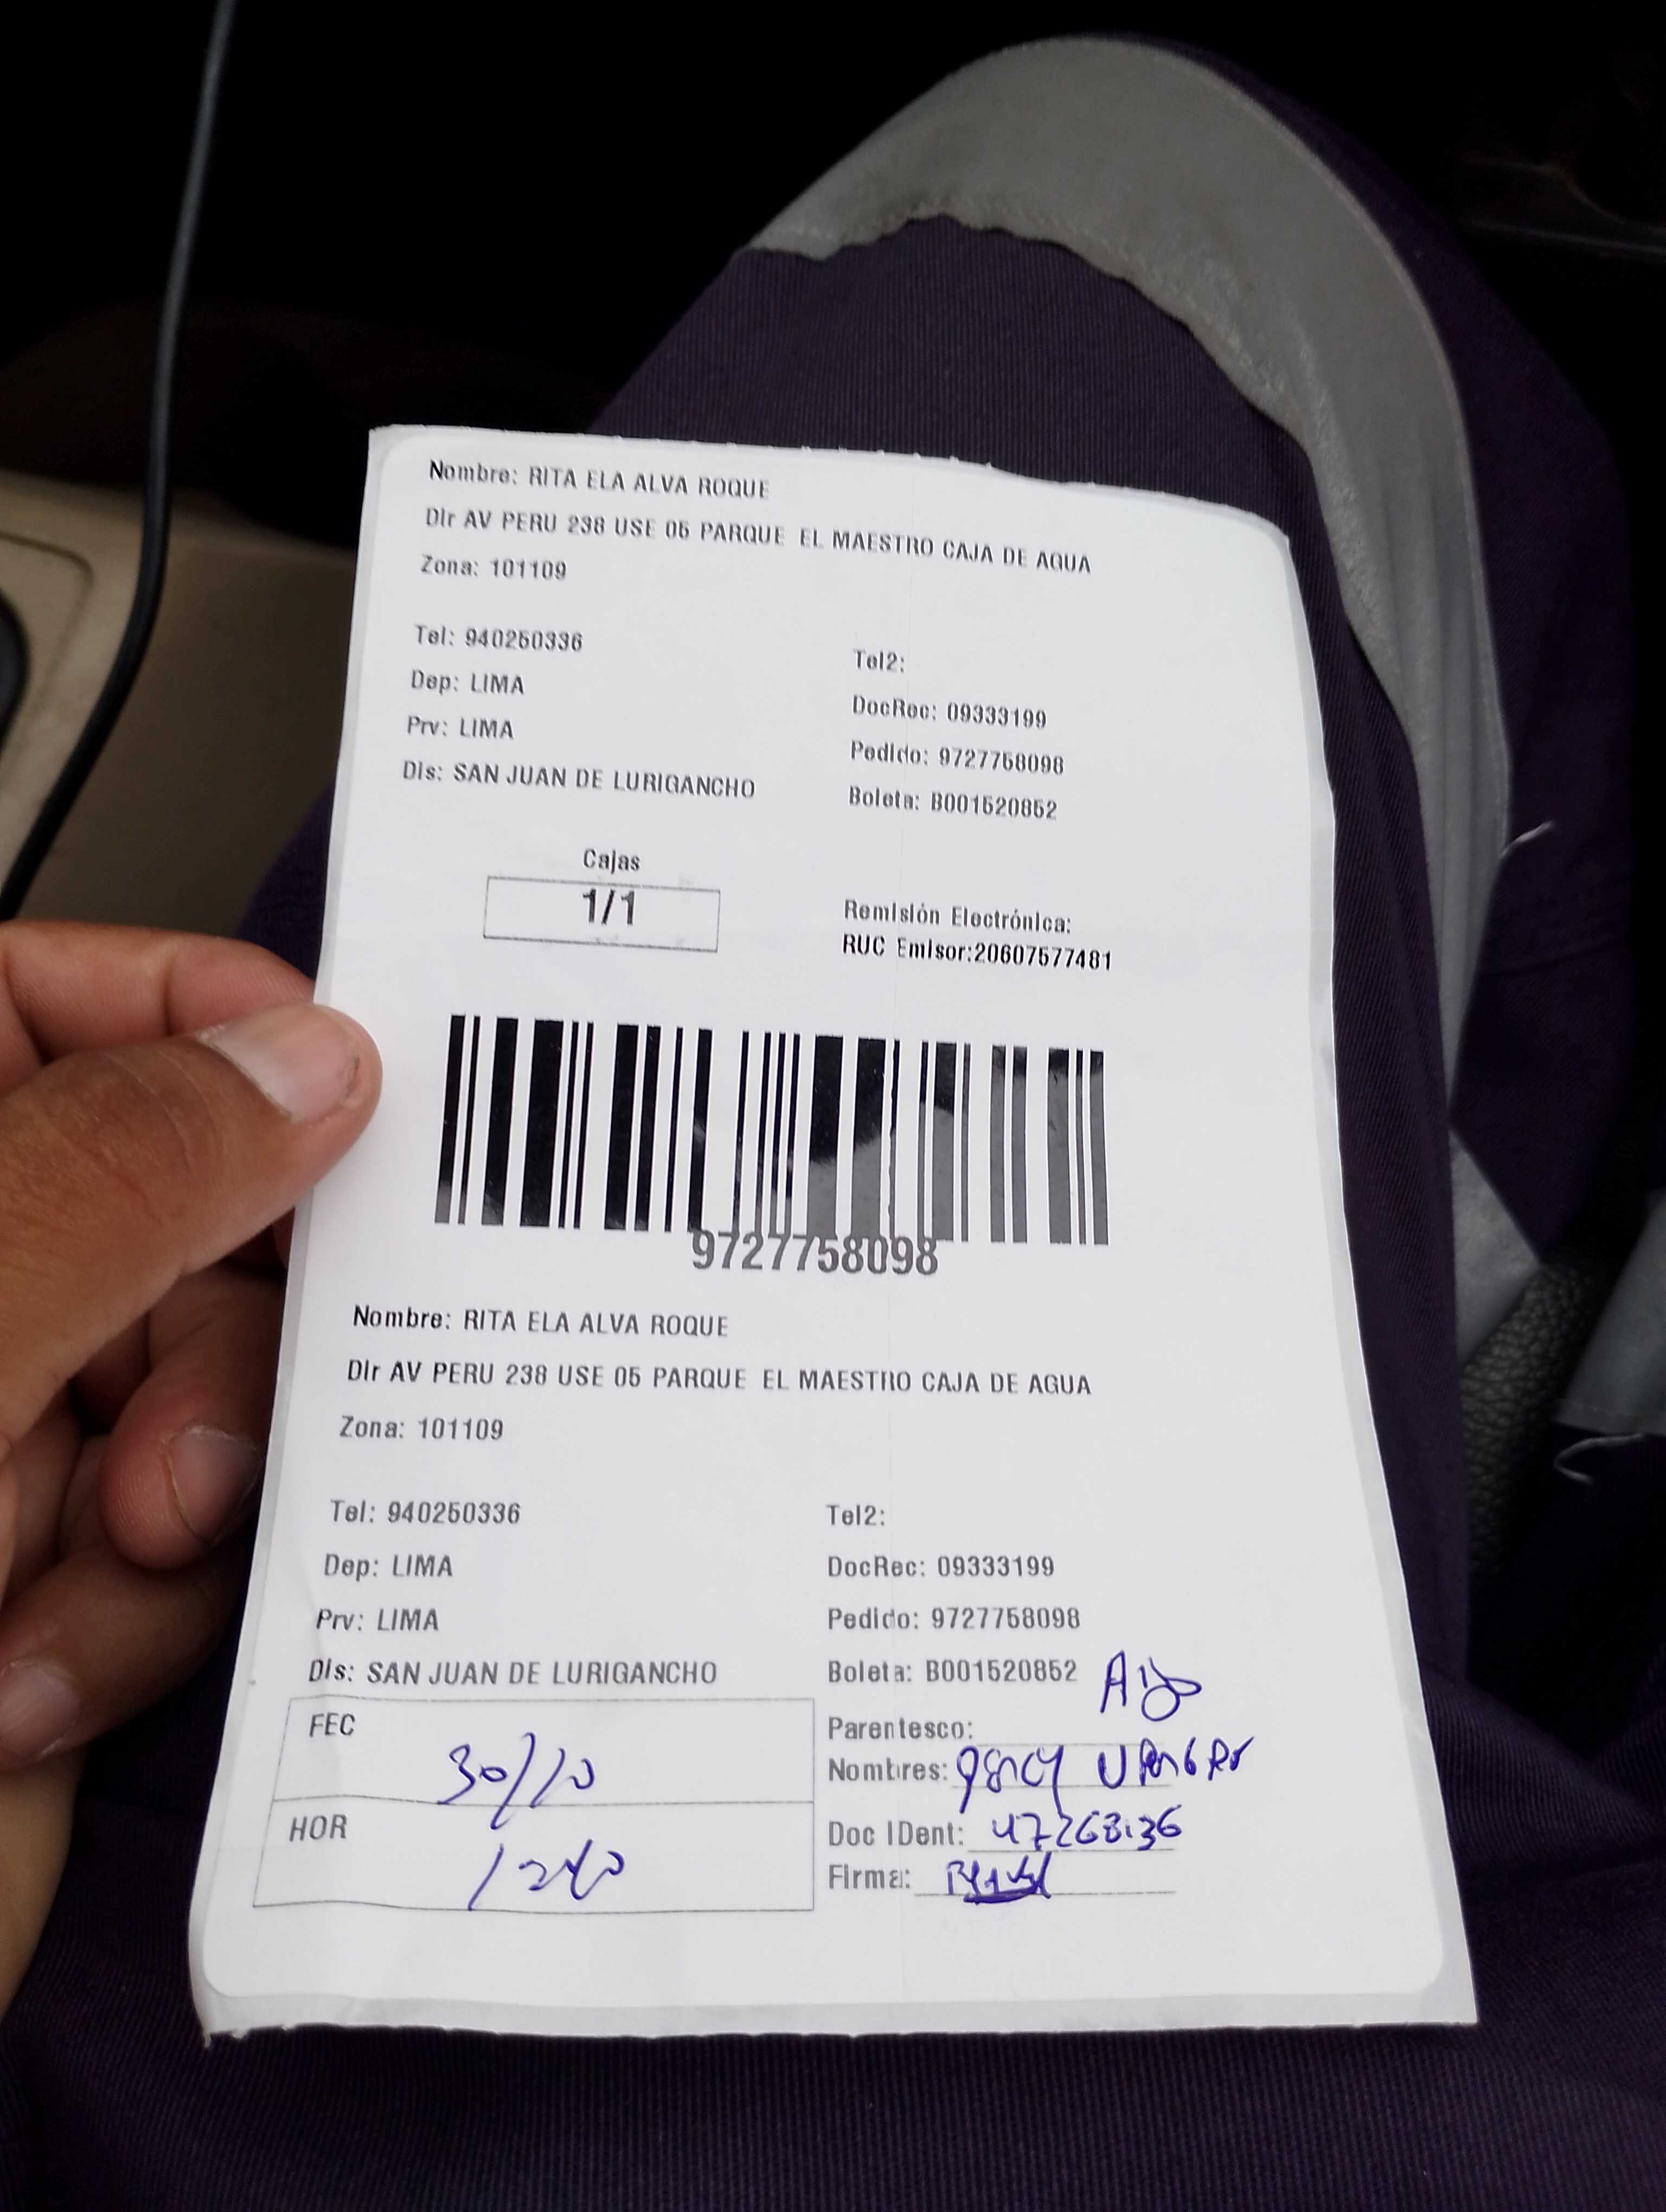 Nombre: RITA ELA ALVA ROQUE
DIr AV PERU 238 USE 05 PARQUE EL MAESTRO CAJA DE AGUA
Zona: 101109
Tel: 940250336
Tel2:
Dep: LIMA
DocRec: 09333199
Prv: LIMA
Pedido: 9727758098
Dis: SAN JUAN DE LURIGANCHO
Boleta: B001520852
Cajas
1/1
Remisión Electrónica:
RUC Emisor:20607577481
9727758098
Nombre: RITA ELA ALVA ROQUE
DIr AV PERU 238 USE 05 PARQUE EL MAESTRO CAJA DE AGUA
Zona: 101109
Tel: 940250336
Tel2:
Dep: LIMA
DocRec: 09333199
Prv: LIMA
Pedido: 9727758098
Dis: SAN JUAN DE LURIGANCHO
Boleta: B001520852
FEC 30/10
Parentesco:
Nombres:
HOR
Doc IDent: 47268136
Firma: